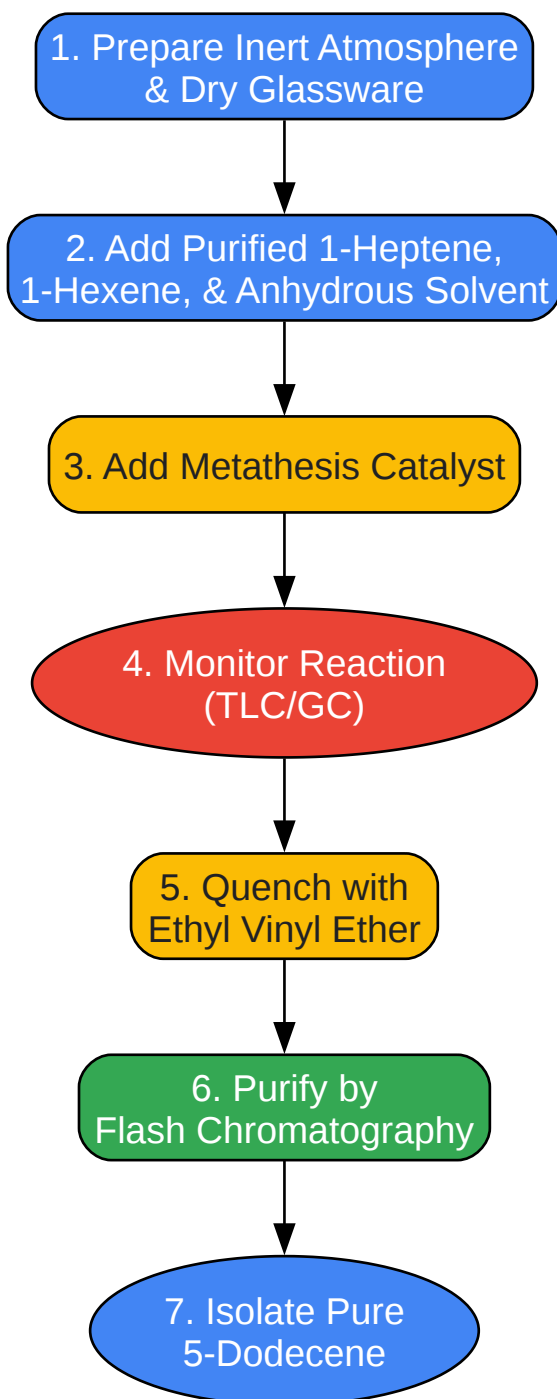 1. Prepare Inert Atmosphere
& Dry Glassware
2. Add Purified 1-Heptene,
1-Hexene, & Anhydrous Solvent
3. Add Metathesis Catalyst
4. Monitor Reaction
(TLC/GC)
5. Quench with
Ethyl Vinyl Ether
6. Purify by
Flash Chromatography
7. Isolate Pure
5-Dodecene